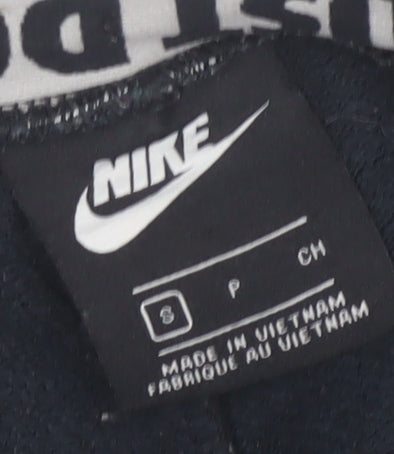 NIKE
S P CH
MADE IN VIETNAM
FABRIQUE AU VIETNAM